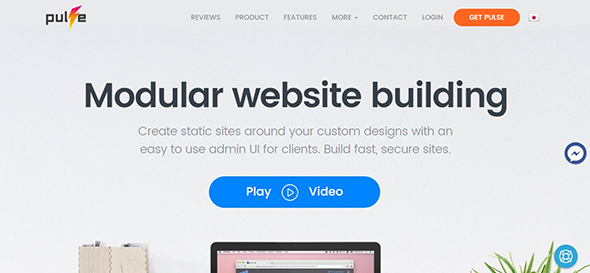 pulse
REVIEWS PRODUCT FEATURES MORE CONTACT LOGIN GET PULSE
Modular website building
Create static sites around your custom designs with an
easy to use admin UI for clients. Build fast, secure sites.
Play Video